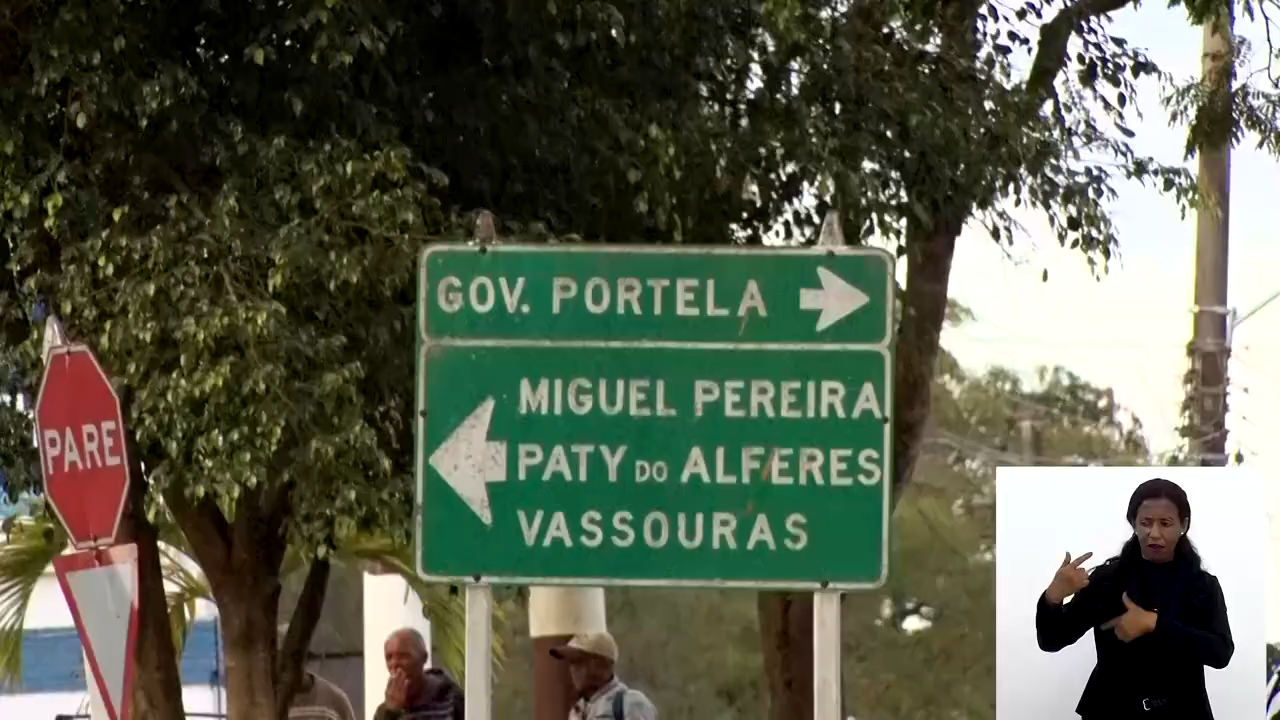 GOV. PORTELA
MIGUEL PEREIRA
PATY DO ALFERES
VASSOURAS
PARE